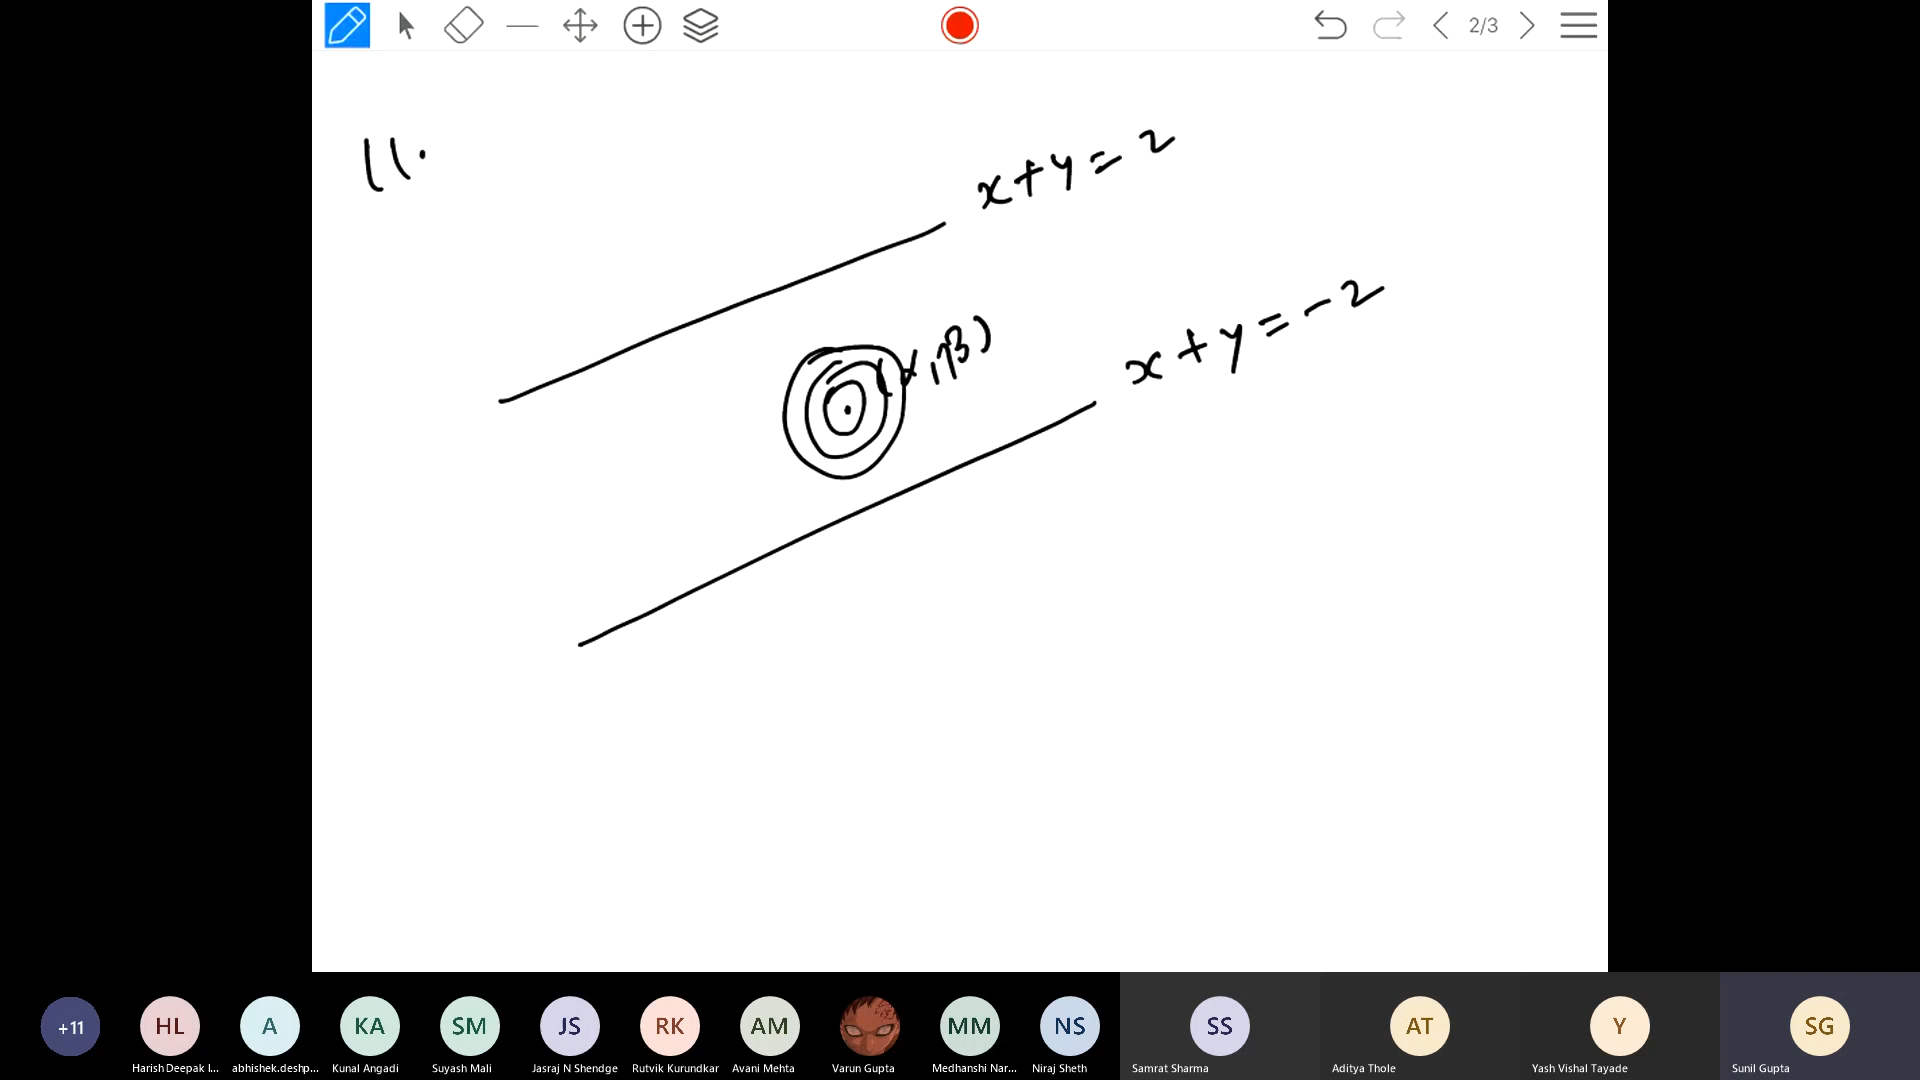 2/3
11.
x+y=2
x+y=-2
(α,β)
+11 HL A KA SM JS RK AM MM NS SS AT Y SG
Harish Deepak I... abhishek.deshp... Kunal Angadi Suyash Mali Jasraj N Shendge Rutvik Kurundkar Avani Mehta Varun Gupta Medhanshi Nar... Niraj Sheth Samrat Sharma Aditya Thole Yash Vishal Tayade Sunil Gupta